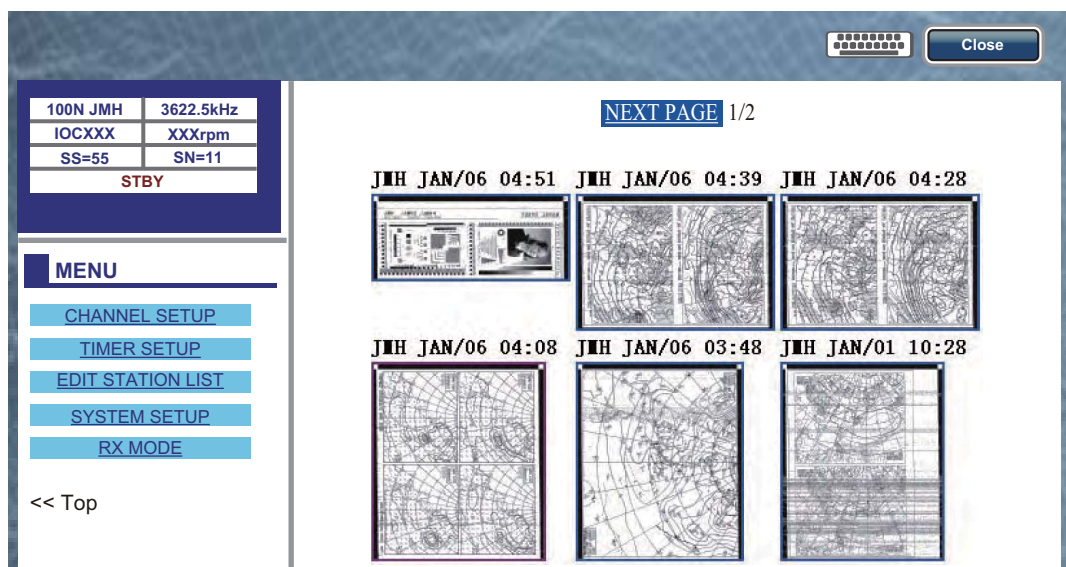 Close
100N JMH 3622.5kHz
IOCXXX XXXrpm
SS=55 SN=11
STBY
MENU
CHANNEL SETUP
TIMER SETUP
EDIT STATION LIST
SYSTEM SETUP
RX MODE
<< Top
NEXT PAGE 1/2
JMH JAN/06 04:51 JMH JAN/06 04:39 JMH JAN/06 04:28
JMH JAN/06 04:08 JMH JAN/06 03:48 JMH JAN/01 10:28